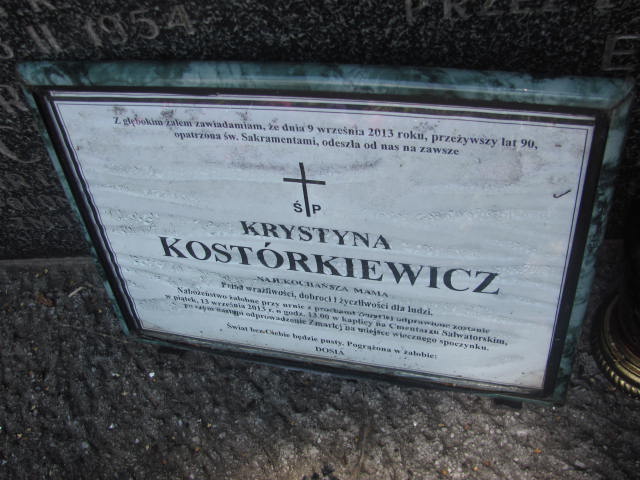 II 1954
PRZEŻ
Z głębokim żalem zawiadamiam, że dnia 9 września 2013 roku, przeżywszy lat 90,
opatrzona św. Sakramentami, odeszła od nas na zawsze
Ś P
KRYSTYNA
KOSTÓRKIEWICZ
NAJUKOCHAŃSZA MAMA
Pełna wrażliwości, dobroci i życzliwości dla ludzi.
Nabożeństwo żałobne przy urnie z prochami Zmarłej odprawione zostanie
w piątek, 13 września 2013 r. o godz. 13.00 w kaplicy na Cmentarzu Salwatorskim,
po czym nastąpi odprowadzenie Zmarłej na miejsce wiecznego spoczynku.
Świat bez Ciebie będzie pusty. Pogrążona w żałobie:
DOSIA